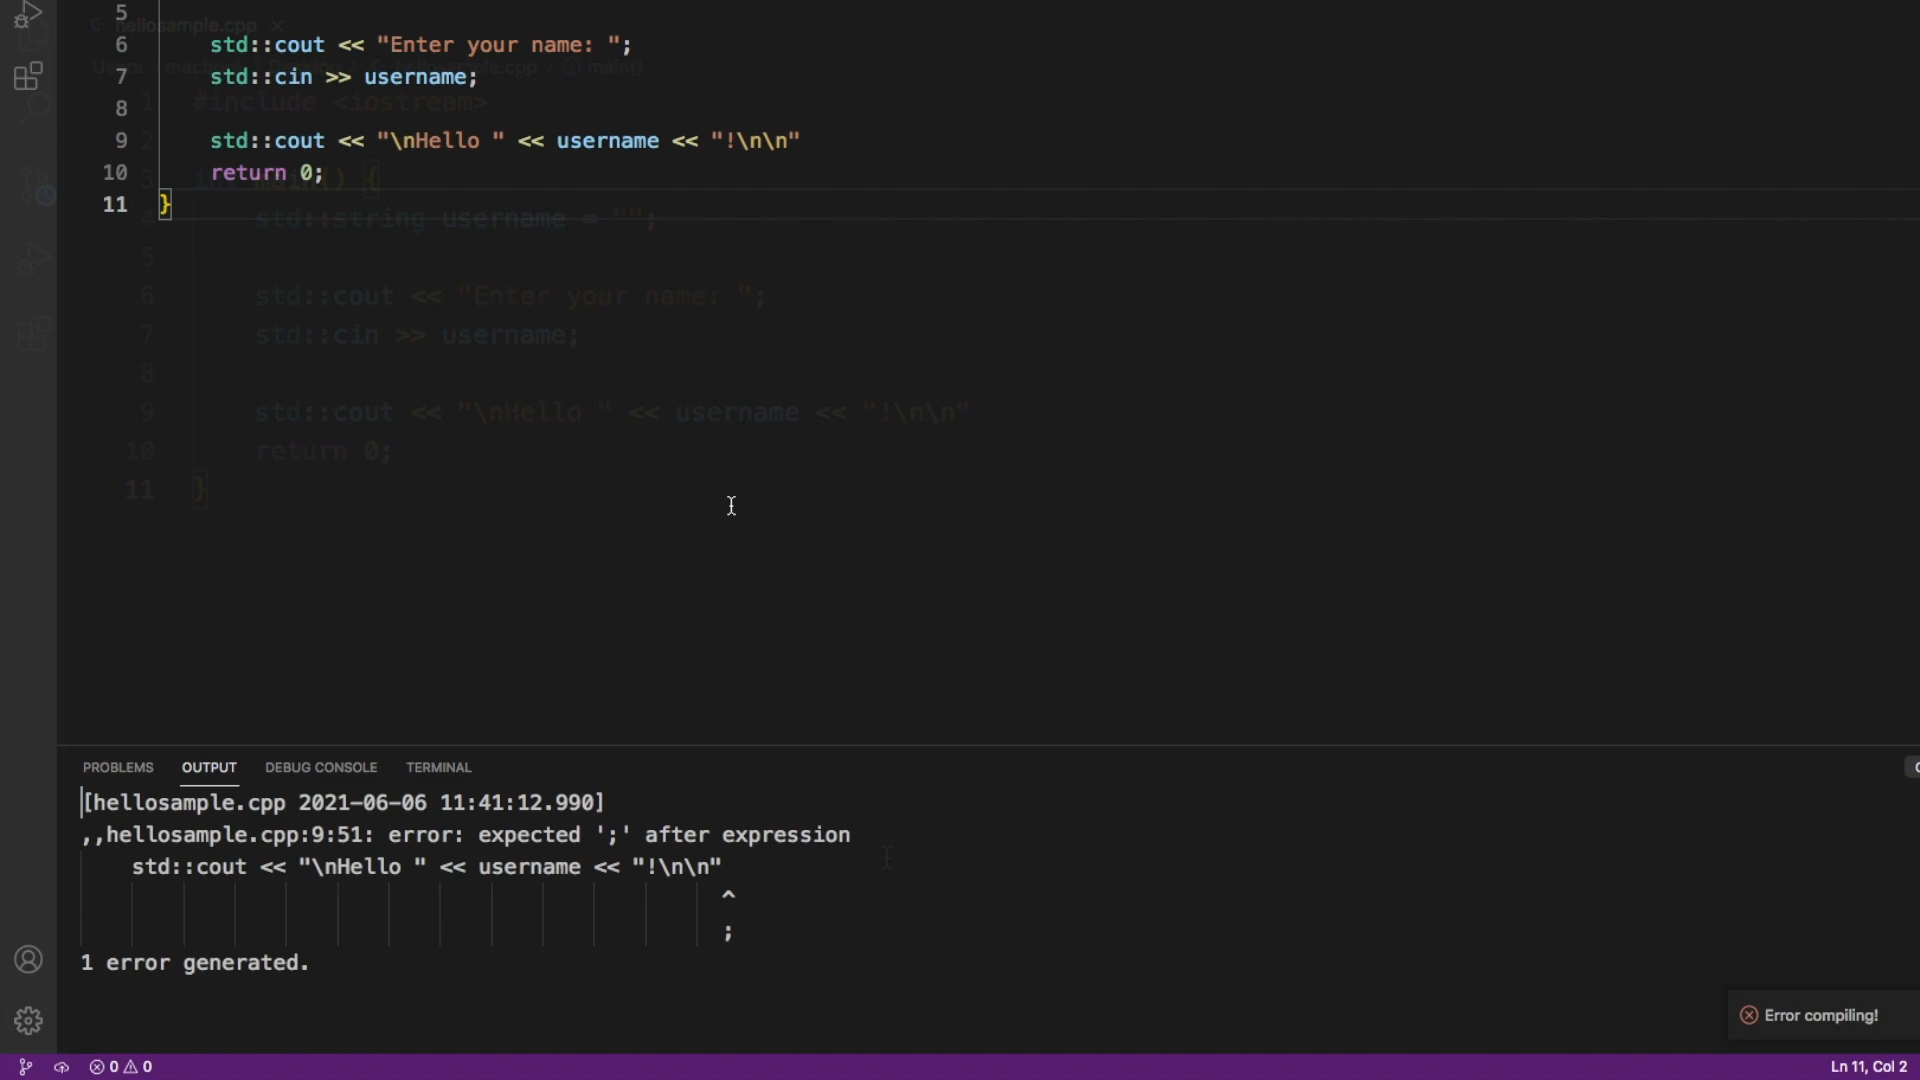 hellosample.cpp
5
6 std::cout << "Enter your name: ";
main()
7 std::cin >> username;
1 #include <iostream>
8
2
9 std::cout << "\nHello " << username << "!\n\n"
10 return 0;
3 int main() {
11 }
4 std::string username = "";
5
6 std::cout << "Enter your name: ";
7 std::cin >> username;
8
9 std::cout << "\nHello " << username << "!\n\n"
10 return 0;
11 }
PROBLEMS OUTPUT DEBUG CONSOLE TERMINAL
[hellosample.cpp 2021-06-06 11:41:12.990]
,,hellosample.cpp:9:51: error: expected ';' after expression
std::cout << "\nHello " << username << "!\n\n"
^
;
1 error generated.
Error compiling!
0 0
Ln 11, Col 2